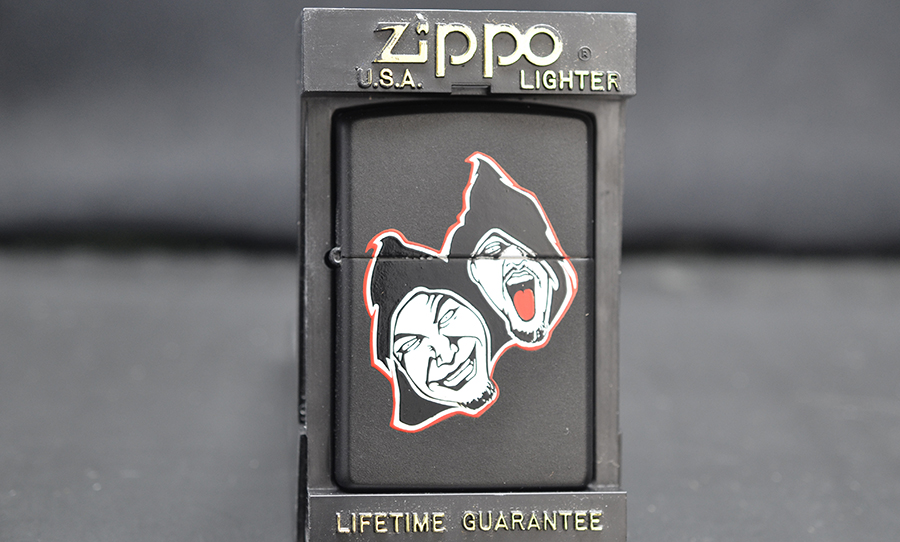 Zippo ®
U.S.A. LIGHTER
LIFETIME GUARANTEE